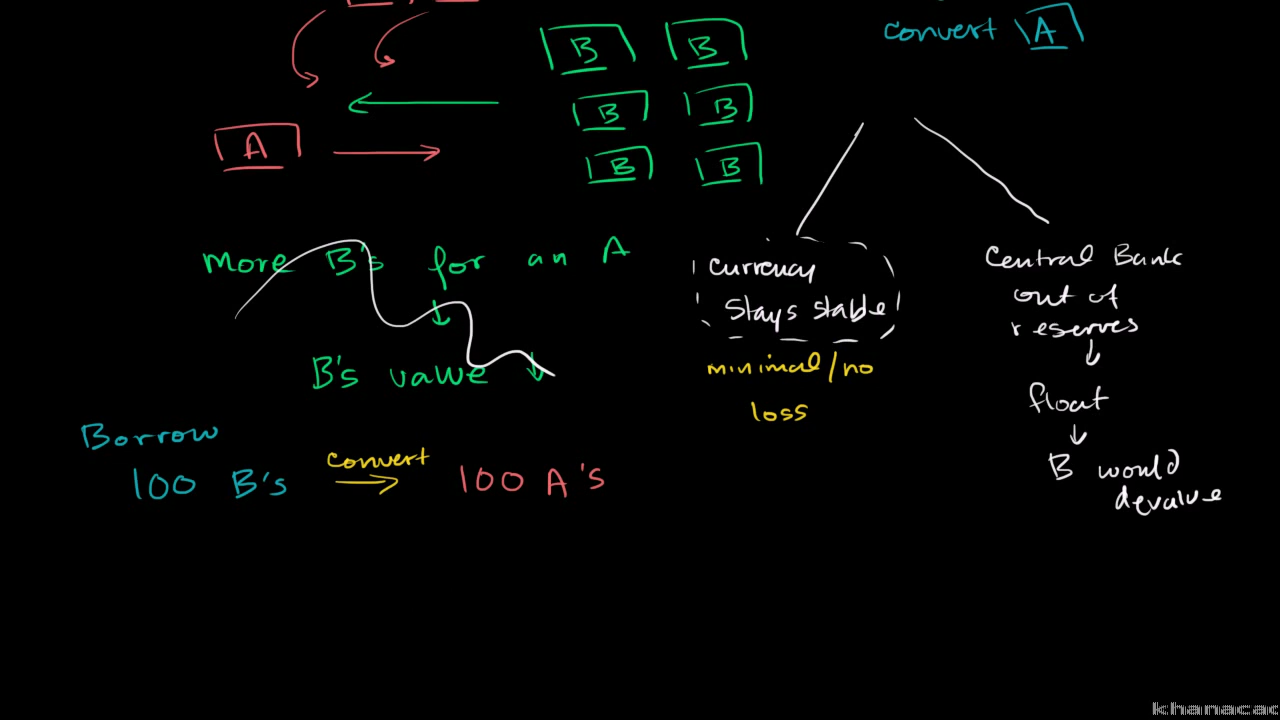 convert A
B B
B B
A
B B
More B's for an A
B's value
currency
stays stable
minimal/no
loss
Central Bank
out of
reserves
float
B would
devalue
Borrow
100 B's convert 100 A's
khanacad